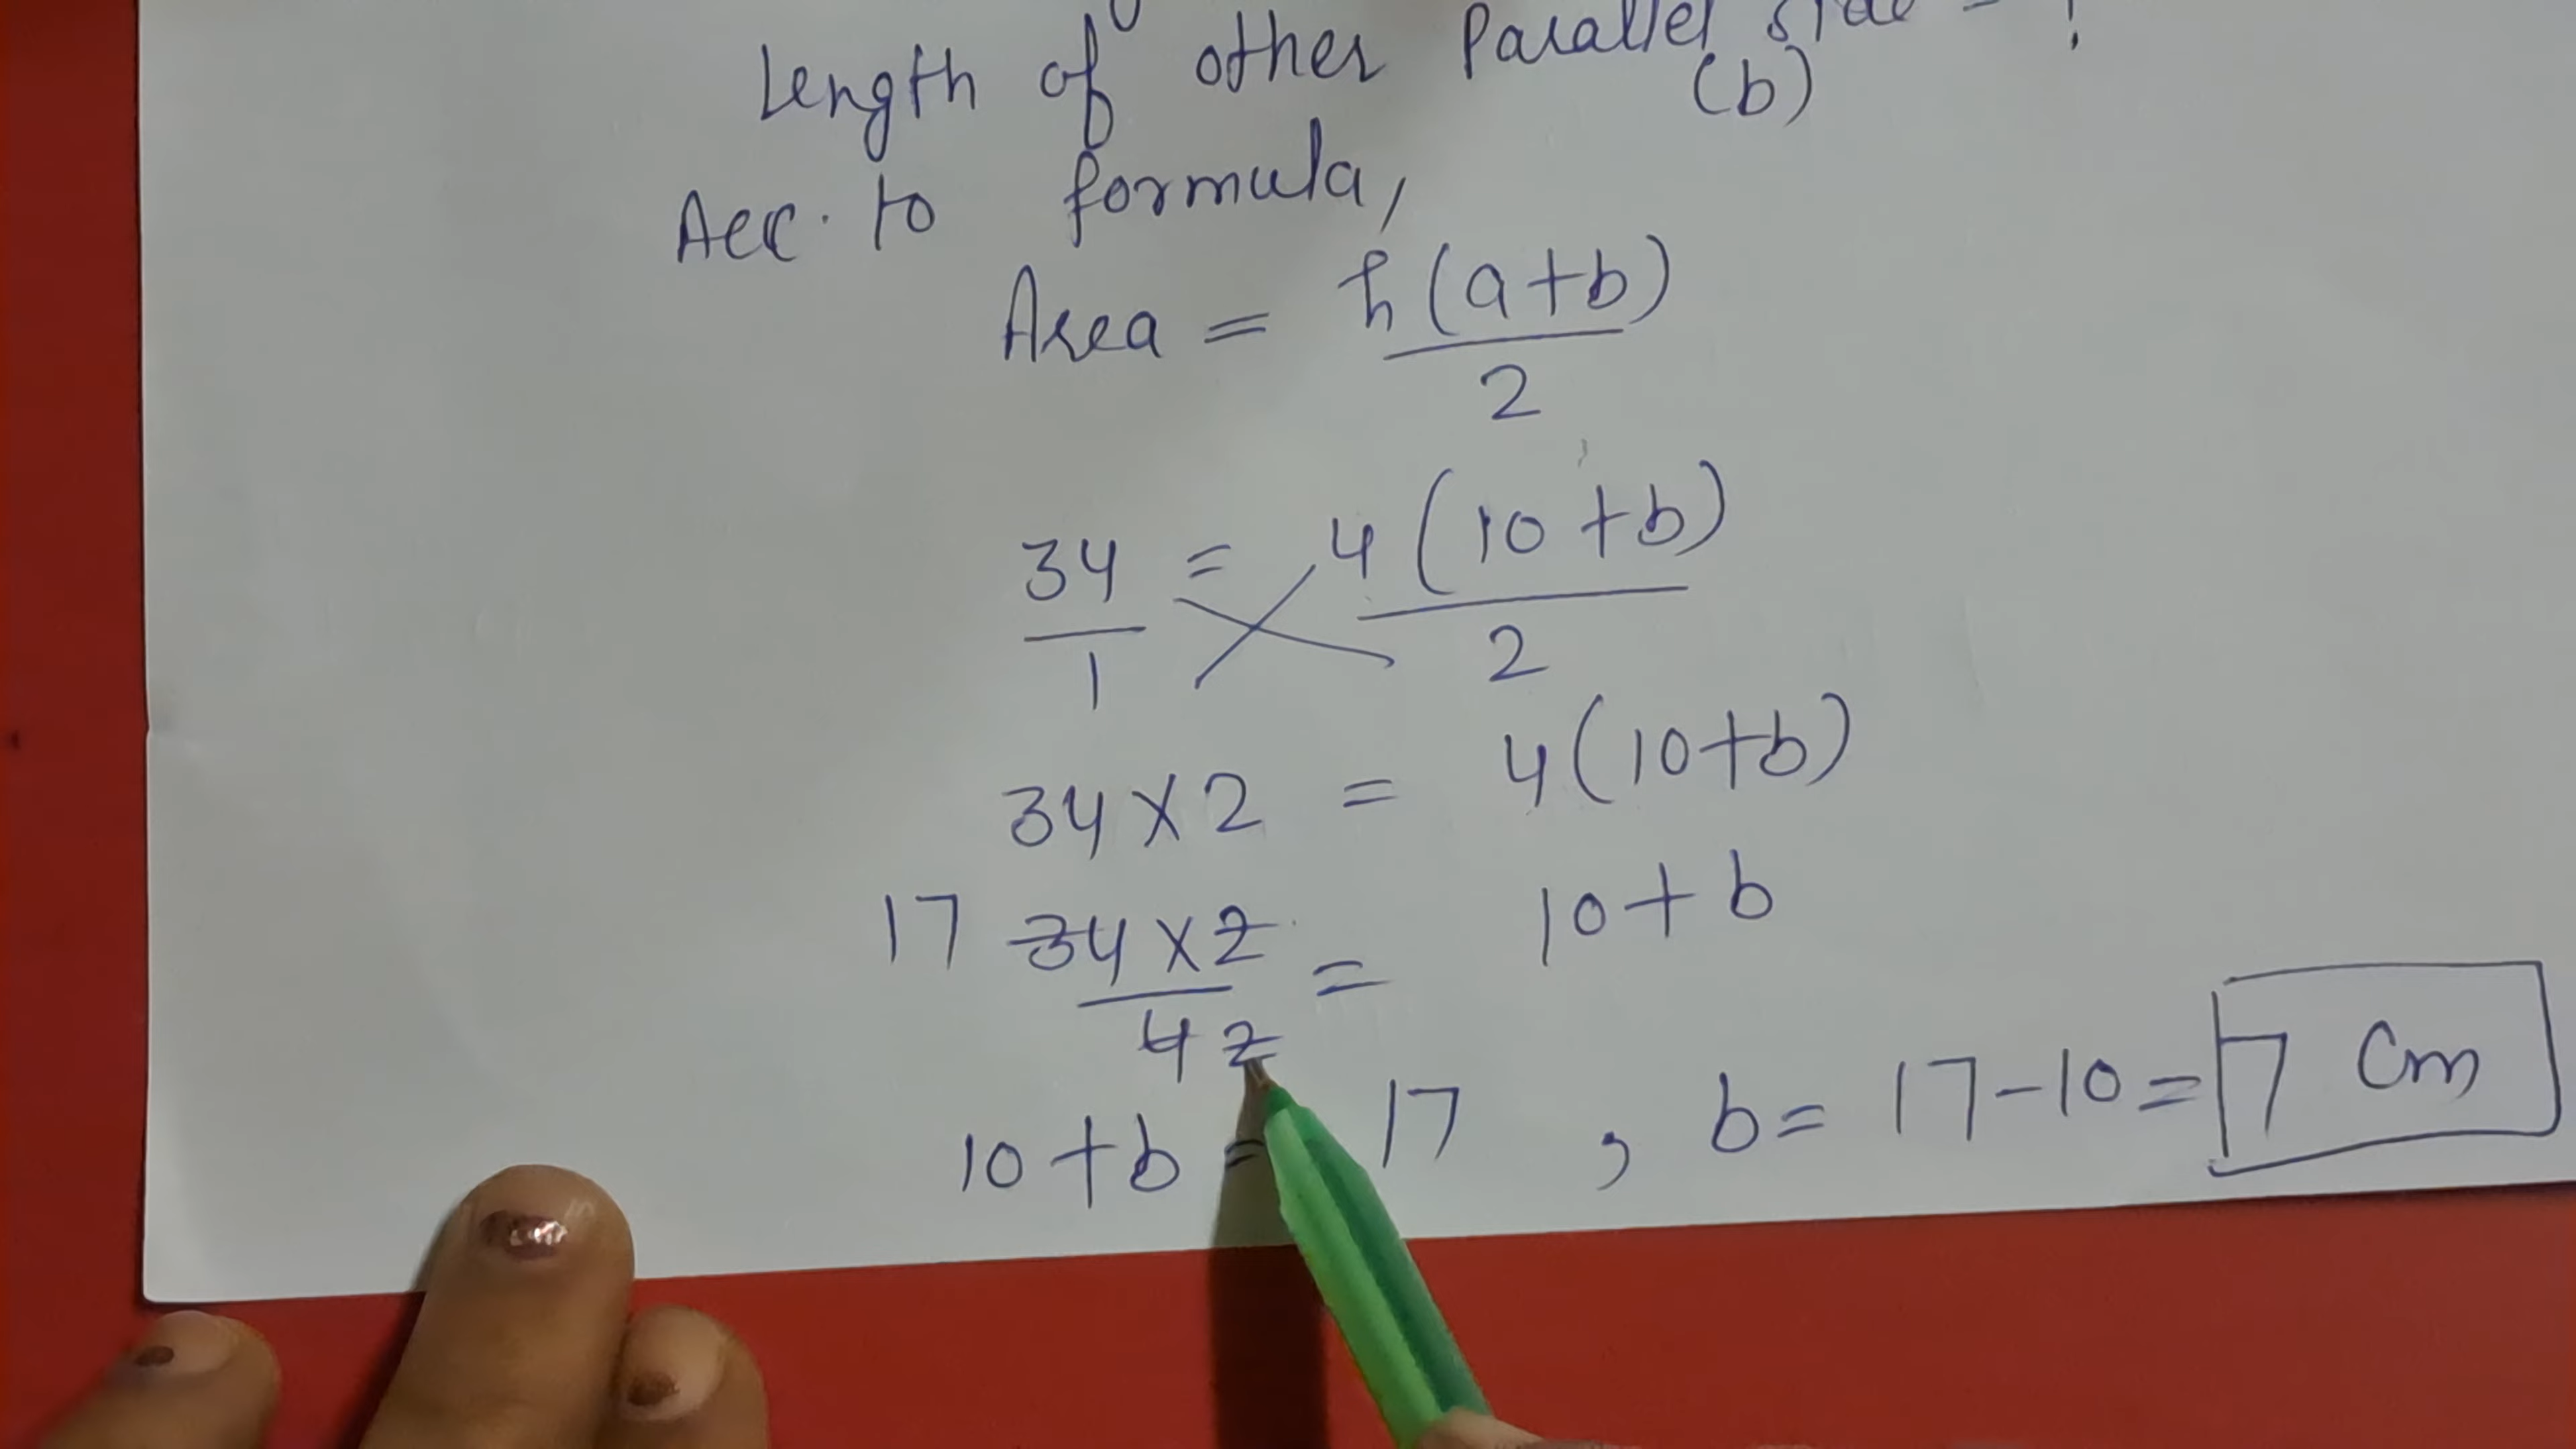 Length of other Parallel side = ?
(b)
Acc. to formula,
Area = h(a+b)
2
34 = 4(10+b)
1 2
34×2 = 4(10+b)
17 34×2 = 10+b
4 2
10+b = 17 , b = 17-10 = 7 Cm